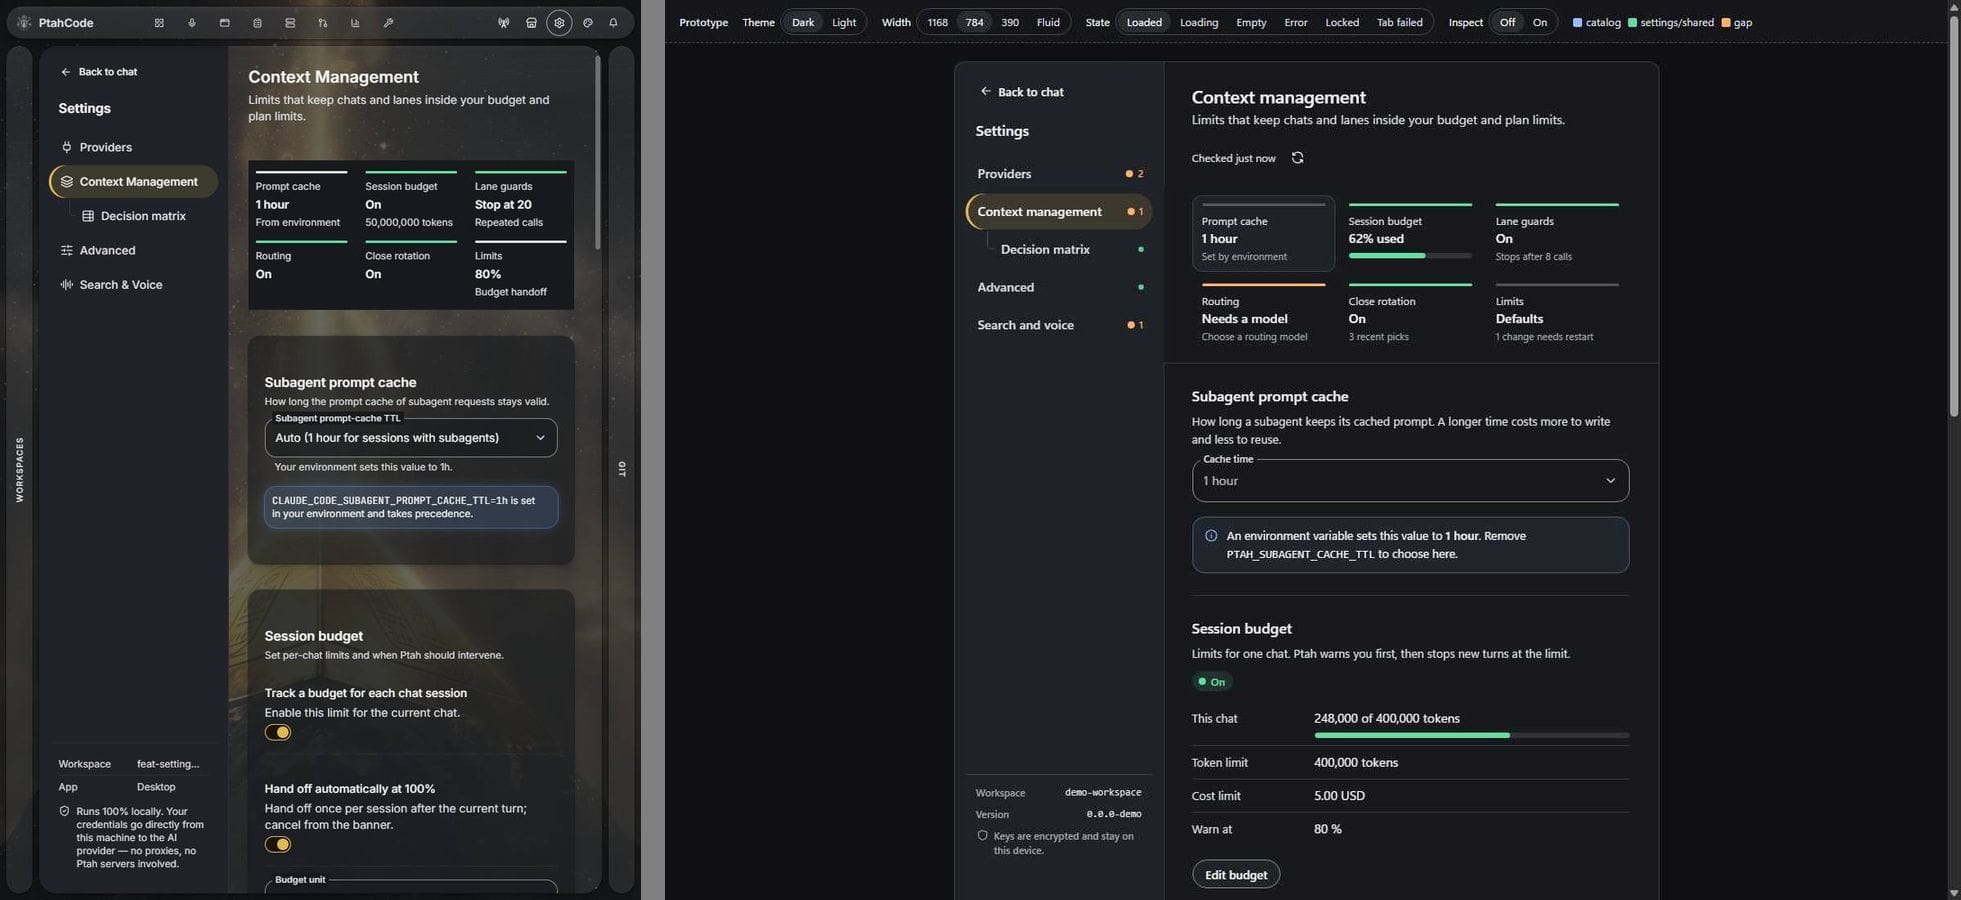 PtahCode
WORKSPACES
Back to chat
Settings
Providers
Context Management
Decision matrix
Advanced
Search & Voice
Workspace feat-setting...
App Desktop
Runs 100% locally. Your
credentials go directly from
this machine to the AI
provider — no proxies, no
Ptah servers involved.
Context Management
Limits that keep chats and lanes inside your budget and
plan limits.
Prompt cache
1 hour
From environment
Session budget
On
50,000,000 tokens
Lane guards
Stop at 20
Repeated calls
Routing
On
Close rotation
On
Limits
80%
Budget handoff
Subagent prompt cache
How long the prompt cache of subagent requests stays valid.
Subagent prompt-cache TTL
Auto (1 hour for sessions with subagents)
Your environment sets this value to 1h.
CLAUDE_CODE_SUBAGENT_PROMPT_CACHE_TTL=1h is set
in your environment and takes precedence.
Session budget
Set per-chat limits and when Ptah should intervene.
Track a budget for each chat session
Enable this limit for the current chat.
Hand off automatically at 100%
Hand off once per session after the current turn;
cancel from the banner.
Budget unit
GIT
Prototype Theme Dark Light Width 1168 784 390 Fluid State Loaded Loading Empty Error Locked Tab failed Inspect Off On catalog settings/shared gap
Back to chat
Settings
Providers 2
Context management 1
Decision matrix
Advanced
Search and voice 1
Workspace demo-workspace
Version 0.0.0-demo
Keys are encrypted and stay on
this device.
Context management
Limits that keep chats and lanes inside your budget and plan limits.
Checked just now
Prompt cache
1 hour
Set by environment
Session budget
62% used
Lane guards
On
Stops after 8 calls
Routing
Needs a model
Choose a routing model
Close rotation
On
3 recent picks
Limits
Defaults
1 change needs restart
Subagent prompt cache
How long a subagent keeps its cached prompt. A longer time costs more to write
and less to reuse.
Cache time
1 hour
An environment variable sets this value to 1 hour. Remove
PTAH_SUBAGENT_CACHE_TTL to choose here.
Session budget
Limits for one chat. Ptah warns you first, then stops new turns at the limit.
On
This chat 248,000 of 400,000 tokens
Token limit 400,000 tokens
Cost limit 5.00 USD
Warn at 80 %
Edit budget